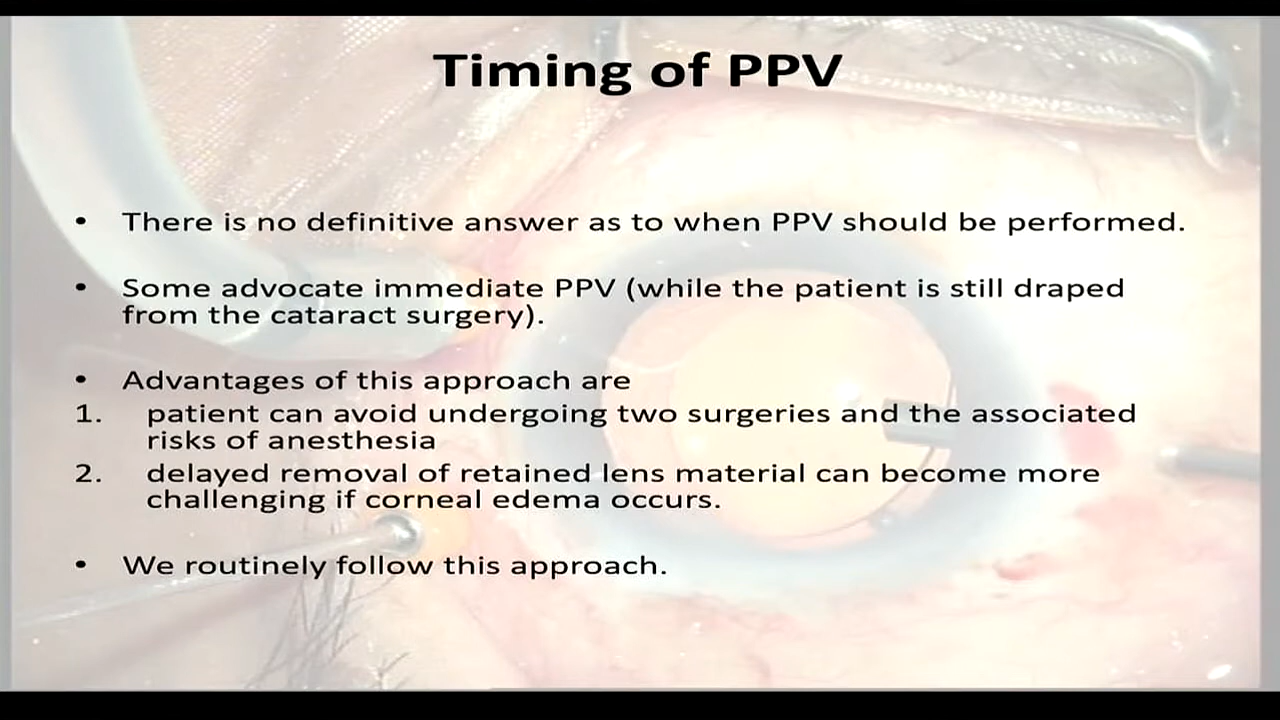 Timing of PPV
• There is no definitive answer as to when PPV should be performed.
• Some advocate immediate PPV (while the patient is still draped
from the cataract surgery).
• Advantages of this approach are
1. patient can avoid undergoing two surgeries and the associated
risks of anesthesia
2. delayed removal of retained lens material can become more
challenging if corneal edema occurs.
• We routinely follow this approach.